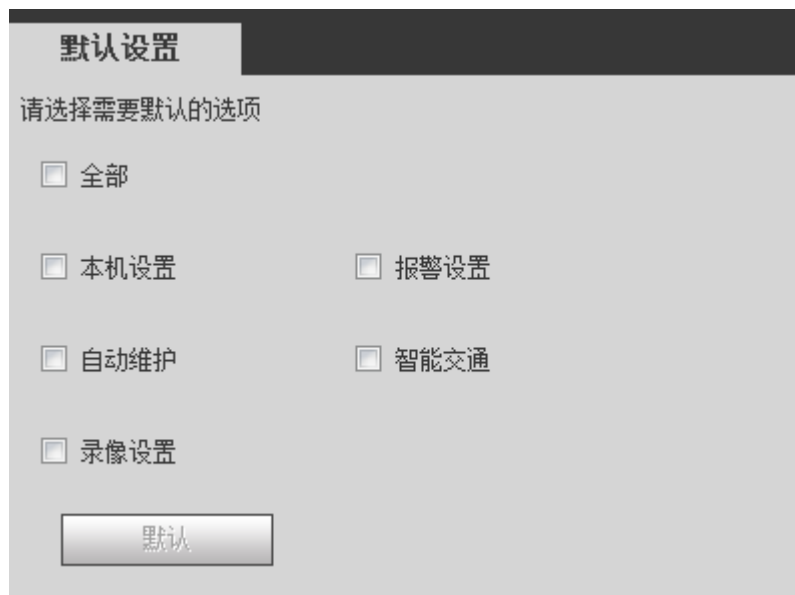 默认设置
请选择需要默认的选项
全部
本机设置 报警设置
自动维护 智能交通
录像设置
默认